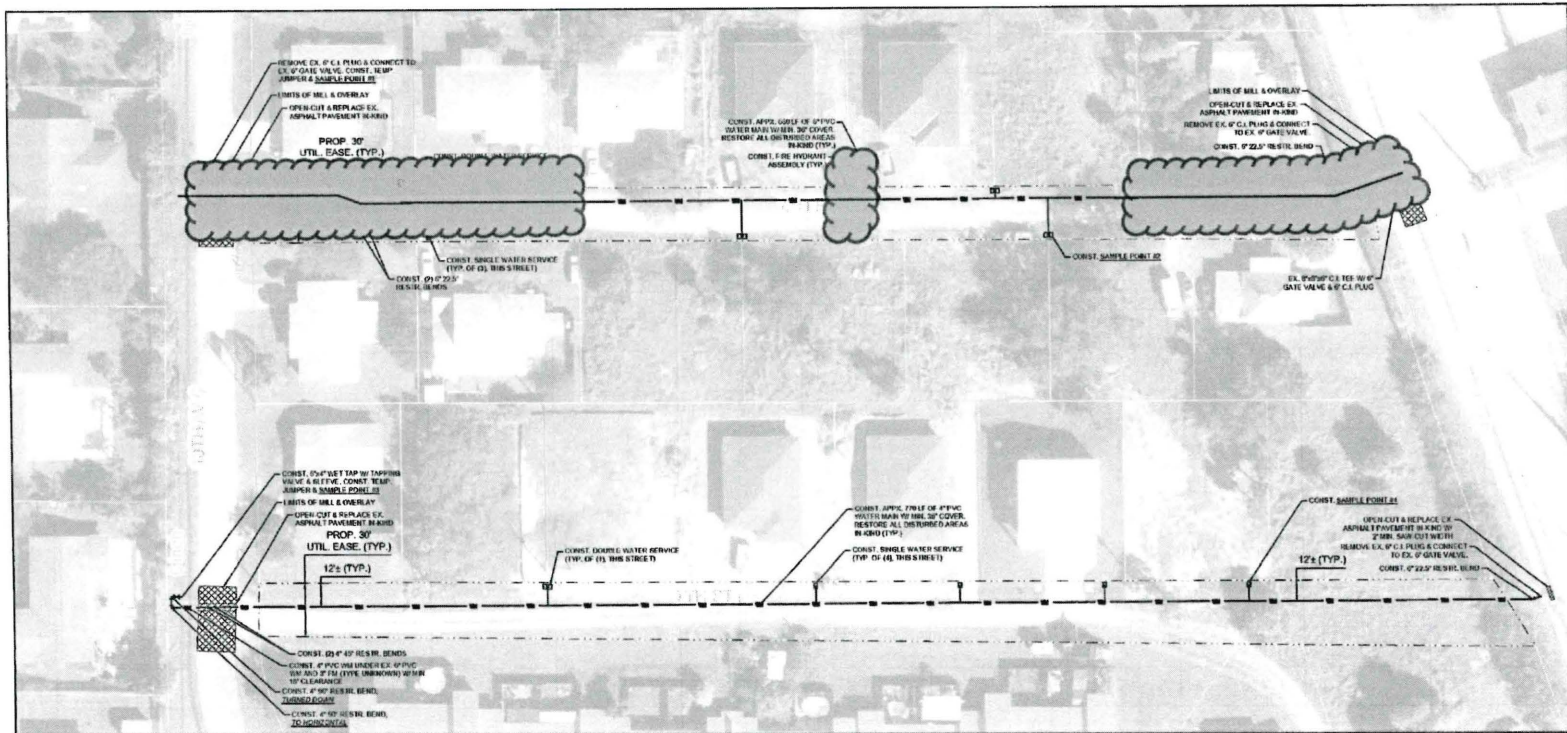 REMOVE EX. 6" C.I. PLUG & CONNECT TO
EX. 6" GATE VALVE. CONST. TEMP
JUMPER & SAMPLE POINT #1
LIMITS OF MILL & OVERLAY
OPEN-CUT & REPLACE EX.
ASPHALT PAVEMENT IN-KIND
PROP. 30'
UTIL. EASE. (TYP.)
CONST. DOUBLE WATER SERVICE
CONST. SINGLE WATER SERVICE
(TYP. OF (3), THIS STREET)
CONST. (2) 6" 22.5°
RESTR. BENDS
CONST. APPX. 660 LF OF 6" PVC
WATER MAIN W/ MIN. 36" COVER.
RESTORE ALL DISTURBED AREAS
IN-KIND (TYP.)
CONST. FIRE HYDRANT
ASSEMBLY (TYP.)
CONST. SAMPLE POINT #2
LIMITS OF MILL & OVERLAY
OPEN-CUT & REPLACE EX
ASPHALT PAVEMENT IN-KIND
REMOVE EX. 6" C.I. PLUG & CONNECT
TO EX. 6" GATE VALVE.
CONST. 6" 22.5° RESTR. BEND
EX. 8"x8"x6" C.I. TEE W/ 6"
GATE VALVE & 6" C.I. PLUG
CONST. 6"x4" WET TAP W/ TAPPING
VALVE & SLEEVE, CONST. TEMP.
JUMPER & SAMPLE POINT #3
LIMITS OF MILL & OVERLAY
OPEN-CUT & REPLACE EX.
ASPHALT PAVEMENT IN-KIND
PROP. 30'
UTIL. EASE. (TYP.)
12'± (TYP.)
CONST. DOUBLE WATER SERVICE
(TYP. OF (1), THIS STREET)
CONST. APPX. 770 LF OF 4" PVC
WATER MAIN W/ MIN. 36" COVER.
RESTORE ALL DISTURBED AREAS
IN-KIND (TYP.)
CONST. SINGLE WATER SERVICE
(TYP. OF (4), THIS STREET)
CONST. SAMPLE POINT #4
OPEN-CUT & REPLACE EX
ASPHALT PAVEMENT IN-KIND W/
2' MIN. SAW-CUT WIDTH
REMOVE EX. 6" C.I. PLUG & CONNECT
TO EX. 6" GATE VALVE.
12'± (TYP.)
CONST. 6" 22.5° RESTR. BEND
CONST. (2) 4" 45° RESTR. BENDS
CONST. 4" PVC WM UNDER EX. 6" PVC
WM AND 3" FM (TYPE UNKNOWN) W/ MIN
18" CLEARANCE
CONST. 4" 90° RESTR. BEND,
TURNED DOWN
CONST. 4" 90° RESTR. BEND,
TO HORIZONTAL